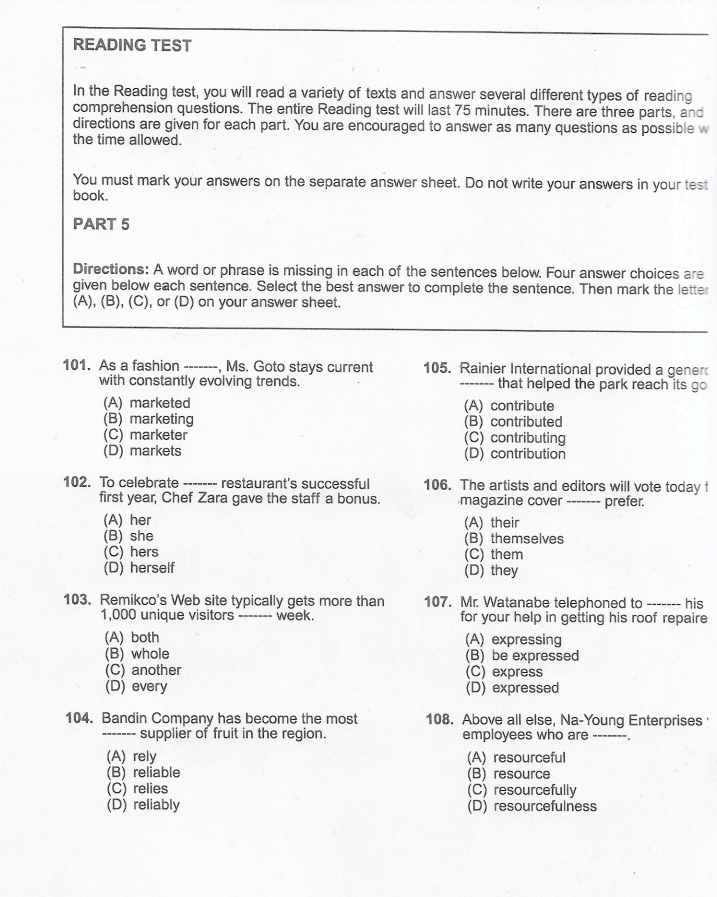 READING TEST
In the Reading test, you will read a variety of texts and answer several different types of reading
comprehension questions. The entire Reading test will last 75 minutes. There are three parts, and
directions are given for each part. You are encouraged to answer as many questions as possible w
the time allowed.
You must mark your answers on the separate answer sheet. Do not write your answers in your test
book.
PART 5
Directions: A word or phrase is missing in each of the sentences below. Four answer choices are
given below each sentence. Select the best answer to complete the sentence. Then mark the letter
(A), (B), (C), or (D) on your answer sheet.
101. As a fashion -------, Ms. Goto stays current
with constantly evolving trends.
(A) marketed
(B) marketing
(C) marketer
(D) markets
102. To celebrate ------- restaurant's successful
first year, Chef Zara gave the staff a bonus.
(A) her
(B) she
(C) hers
(D) herself
103. Remikco's Web site typically gets more than
1,000 unique visitors ------- week.
(A) both
(B) whole
(C) another
(D) every
104. Bandin Company has become the most
------- supplier of fruit in the region.
(A) rely
(B) reliable
(C) relies
(D) reliably
105. Rainier International provided a gener
------- that helped the park reach its go
(A) contribute
(B) contributed
(C) contributing
(D) contribution
106. The artists and editors will vote today f
magazine cover ------- prefer.
(A) their
(B) themselves
(C) them
(D) they
107. Mr. Watanabe telephoned to ------- his
for your help in getting his roof repaire
(A) expressing
(B) be expressed
(C) express
(D) expressed
108. Above all else, Na-Young Enterprises
employees who are -------.
(A) resourceful
(B) resource
(C) resourcefully
(D) resourcefulness